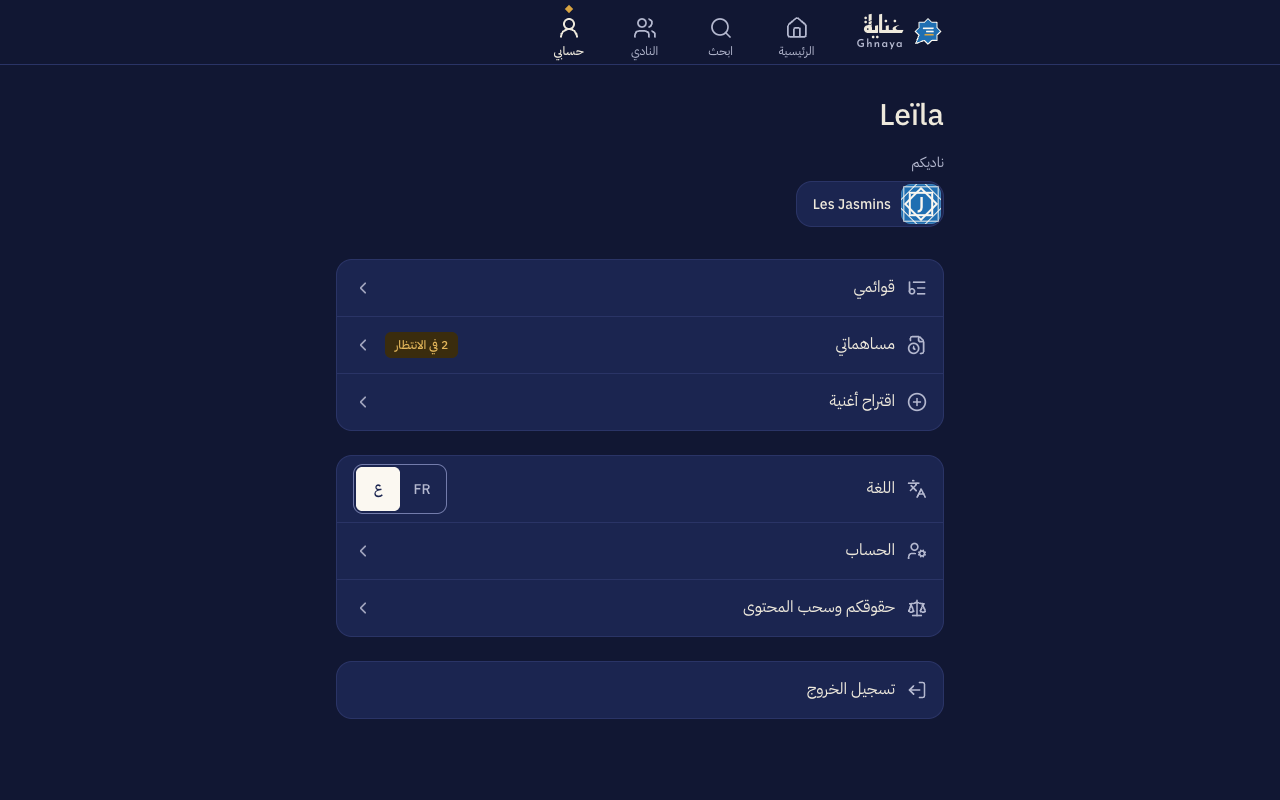 غناية
Ghnaya
الرئيسية
ابحث
النادي
حسابي
Leïla
ناديكم
J
Les Jasmins
قوائمي
مساهماتي
2 في الانتظار
اقتراح أغنية
اللغة
FR
ع
الحساب
حقوقكم وسحب المحتوى
تسجيل الخروج